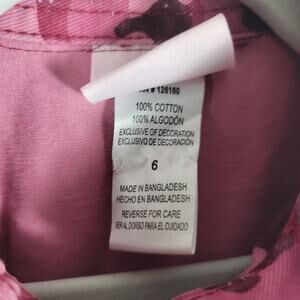 RN # 126160
100% COTTON
100% ALGODÓN
EXCLUSIVE OF DECORATION
EXCLUSIVO DE DECORACIÓN
6
MADE IN BANGLADESH
HECHO EN BANGLADESH
REVERSE FOR CARE
VER AL DORSO PARA EL CUIDADO